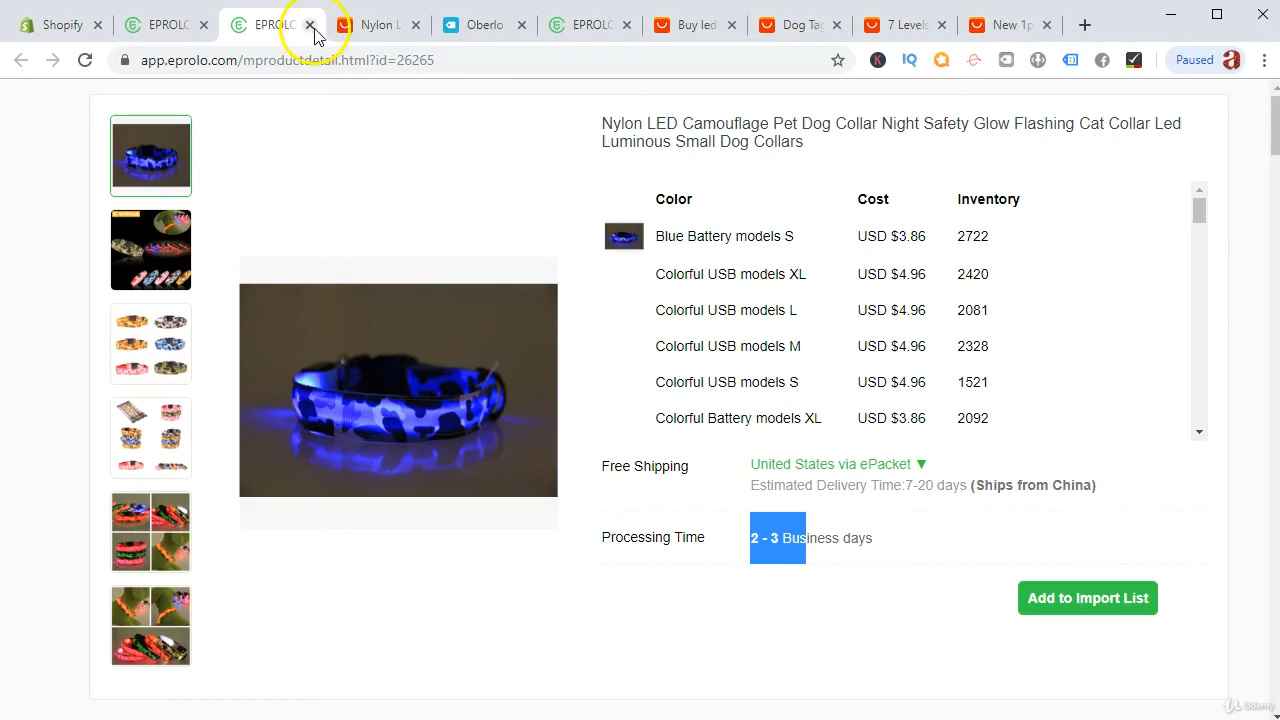 Shopify
EPROLO
EPROLO
Nylon L
Oberlo
EPROLO
Buy led
Dog Tag
7 Levels
New 1p
app.eprolo.com/mproductdetail.html?id=26265
Paused
Nylon LED Camouflage Pet Dog Collar Night Safety Glow Flashing Cat Collar Led
Luminous Small Dog Collars
Color Cost Inventory
Blue Battery models S USD $3.86 2722
Colorful USB models XL USD $4.96 2420
Colorful USB models L USD $4.96 2081
Colorful USB models M USD $4.96 2328
Colorful USB models S USD $4.96 1521
Colorful Battery models XL USD $3.86 2092
Free Shipping United States via ePacket ▼
Estimated Delivery Time:7-20 days (Ships from China)
Processing Time 2 - 3 Business days
Add to Import List
Udemy